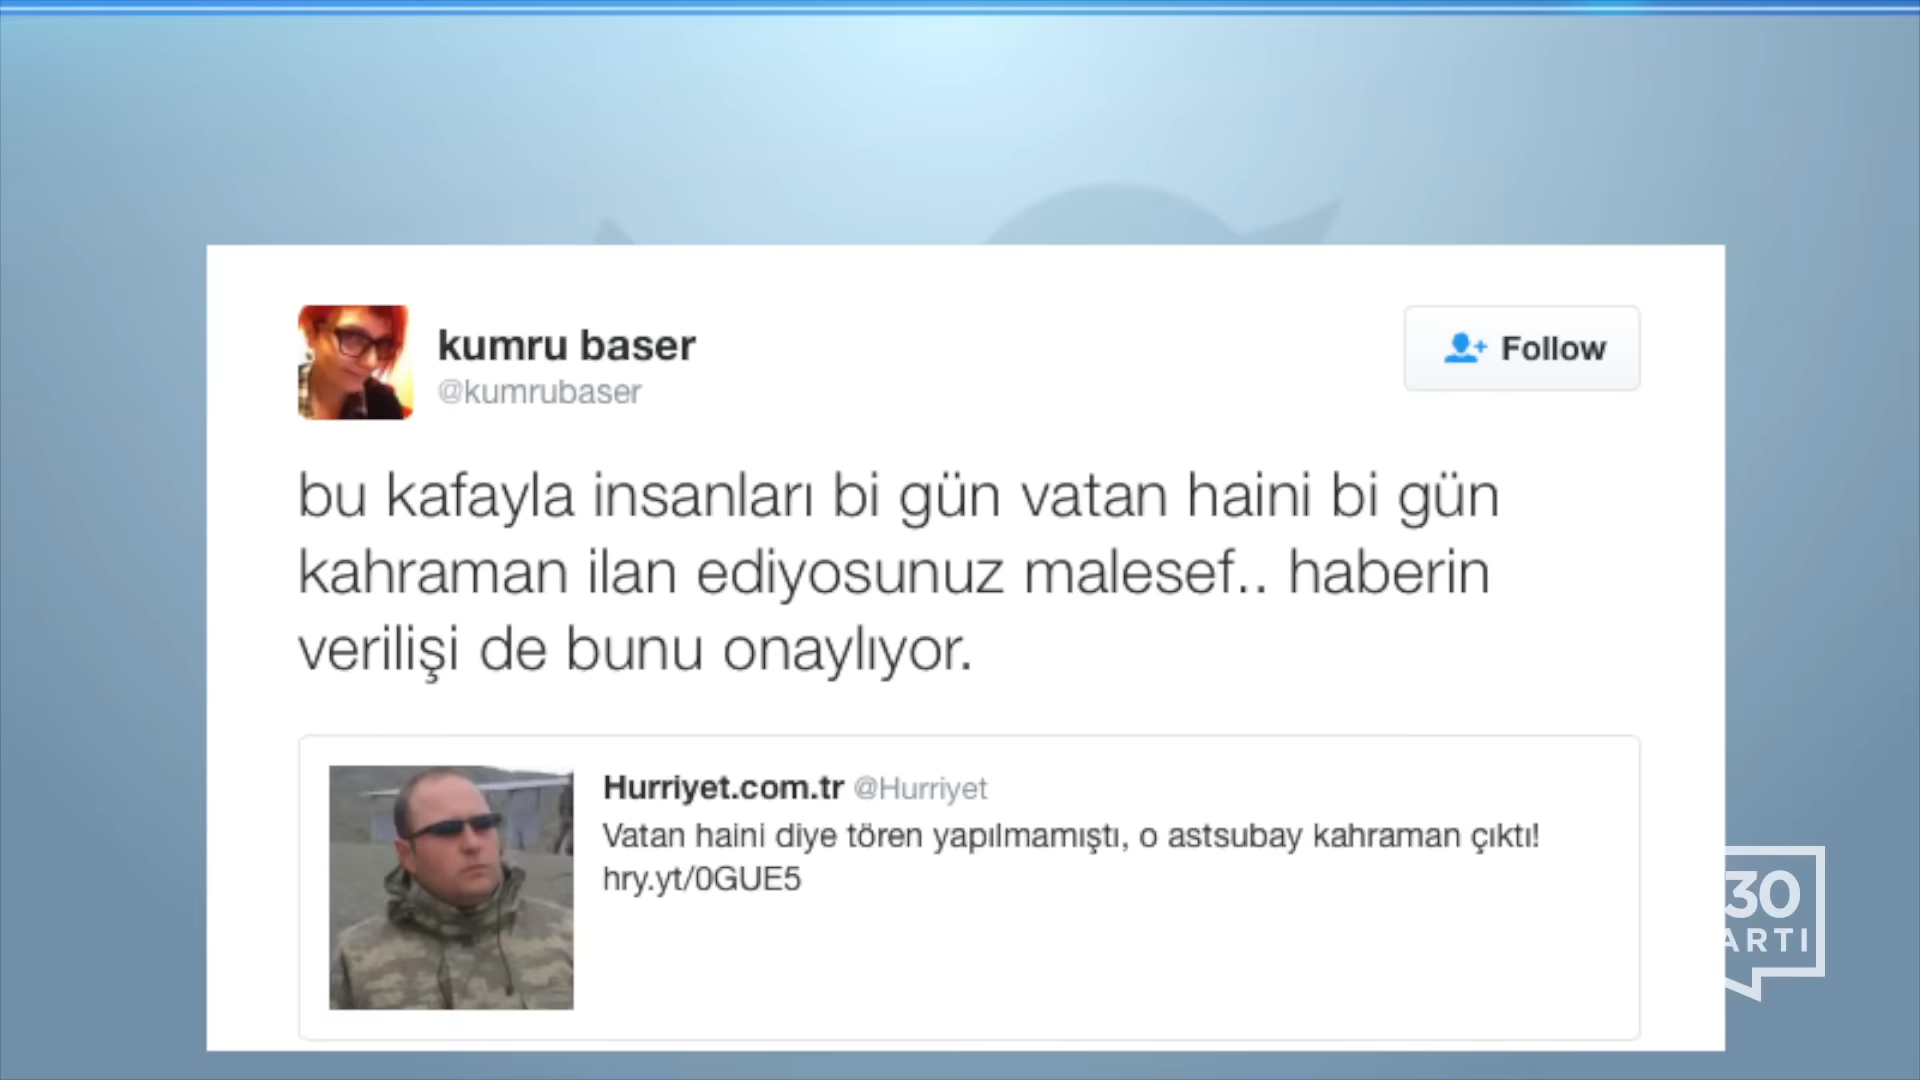 kumru baser
@kumrubaser
Follow
bu kafayla insanları bi gün vatan haini bi gün
kahraman ilan ediyosunuz malesef.. haberin
verilişi de bunu onaylıyor.
Hurriyet.com.tr @Hurriyet
Vatan haini diye tören yapılmamıştı, o astsubay kahraman çıktı!
hry.yt/0GUE5
30
ARTI